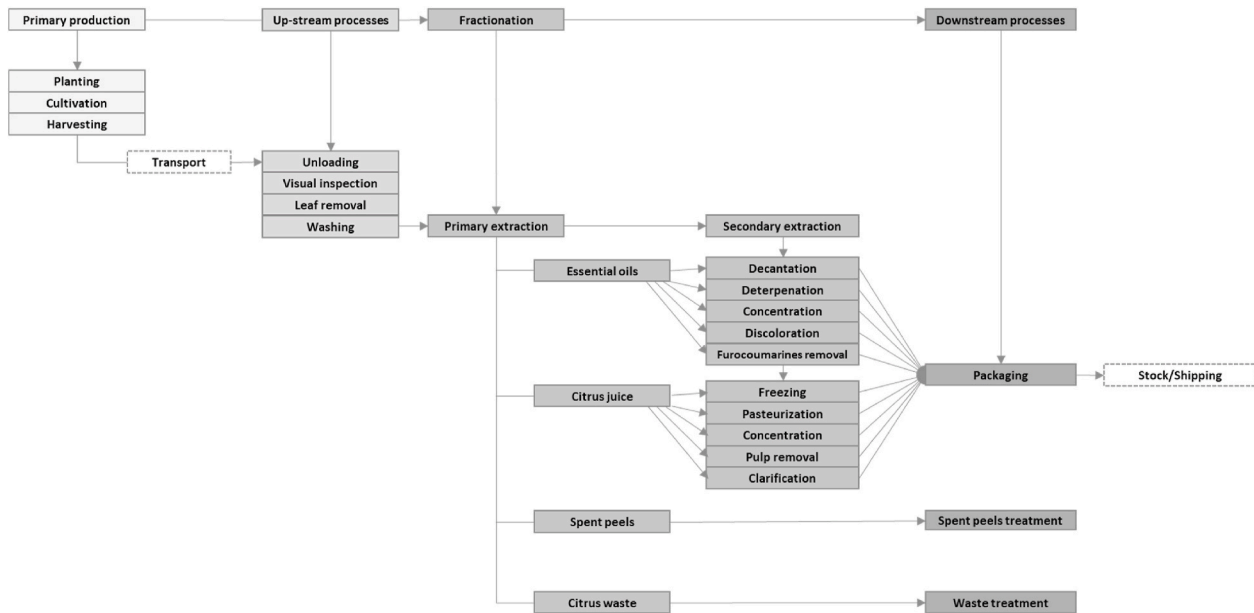 Primary production
Up-stream processes
Fractionation
Downstream processes
Planting
Cultivation
Harvesting
Transport
Unloading
Visual inspection
Leaf removal
Washing
Primary extraction
Secondary extraction
Essential oils
Decantation
Deterpenation
Concentration
Discoloration
Furocoumarines removal
Packaging
Stock/Shipping
Citrus juice
Freezing
Pasteurization
Concentration
Pulp removal
Clarification
Spent peels
Spent peels treatment
Citrus waste
Waste treatment